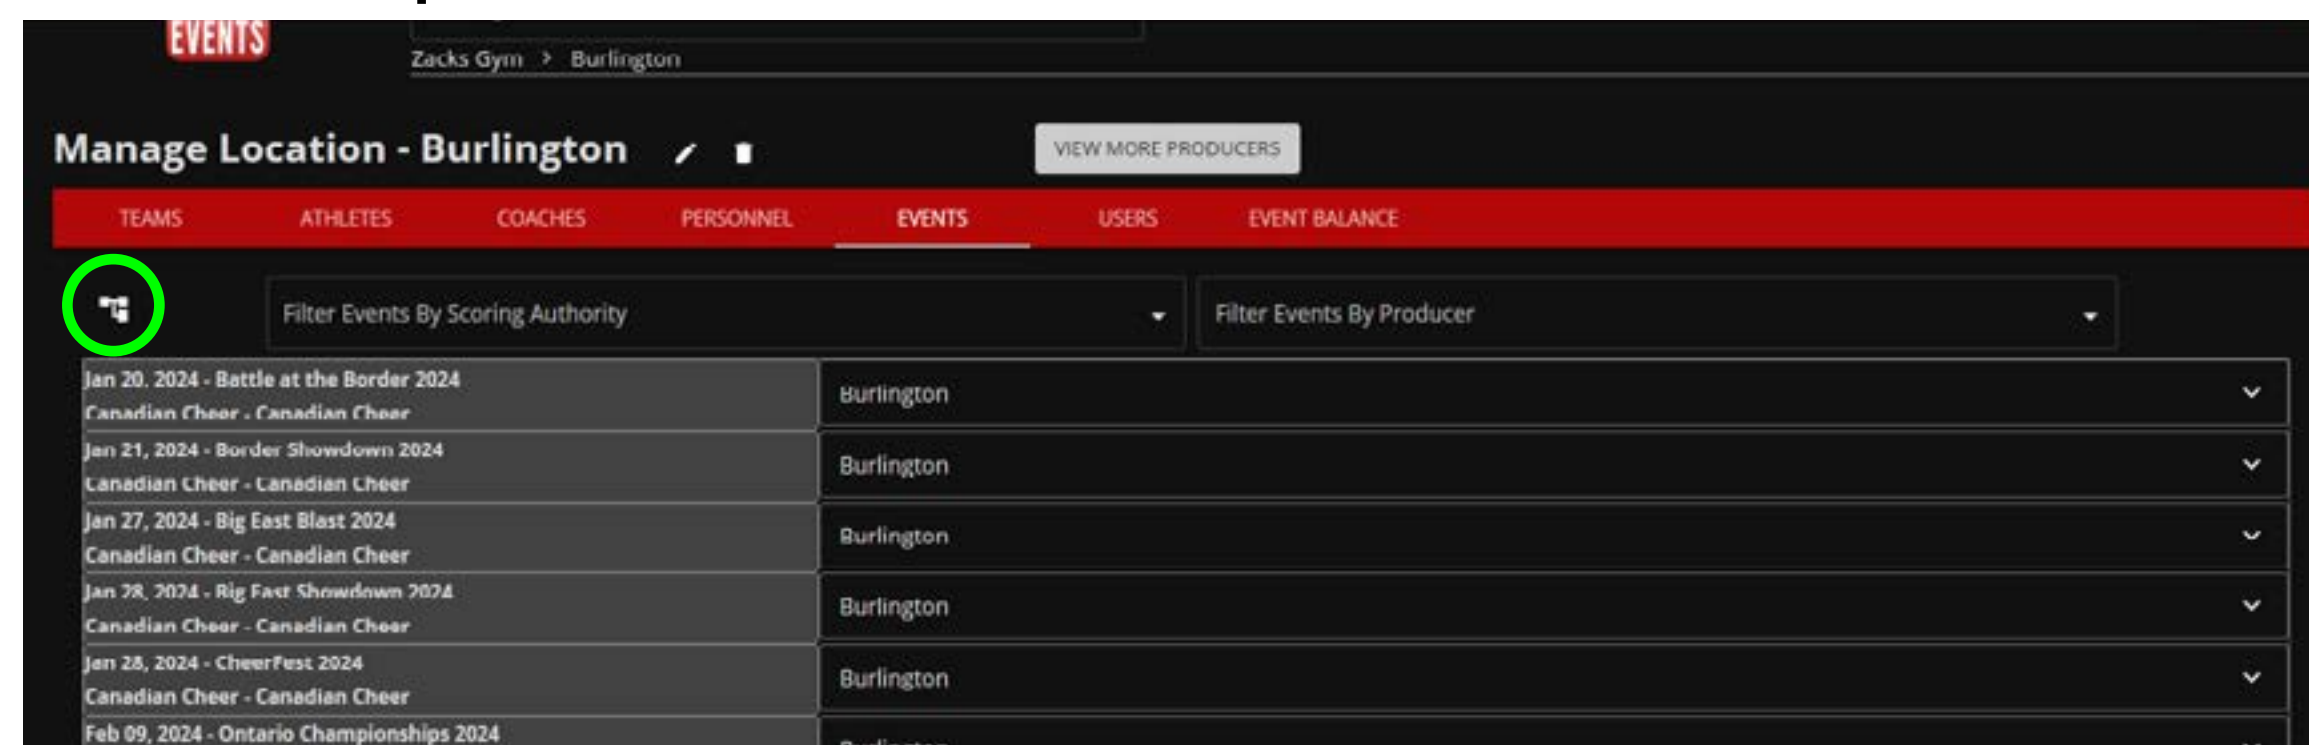 EVENTS
Zacks Gym > Burlington
Manage Location - Burlington
VIEW MORE PRODUCERS
TEAMS ATHLETES COACHES PERSONNEL EVENTS USERS EVENT BALANCE
Filter Events By Scoring Authority Filter Events By Producer
Jan 20. 2024 - Battle at the Border 2024
Canadian Cheer - Canadian Cheer
Burlington
Jan 21, 2024 - Border Showdown 2024
Canadian Cheer - Canadian Cheer
Burlington
Jan 27, 2024 - Big East Blast 2024
Canadian Cheer - Canadian Cheer
Burlington
Jan 28, 2024 - Big East Showdown 2024
Canadian Cheer - Canadian Cheer
Burlington
Jan 28, 2024 - CheerFest 2024
Canadian Cheer - Canadian Cheer
Burlington
Feb 09, 2024 - Ontario Championships 2024